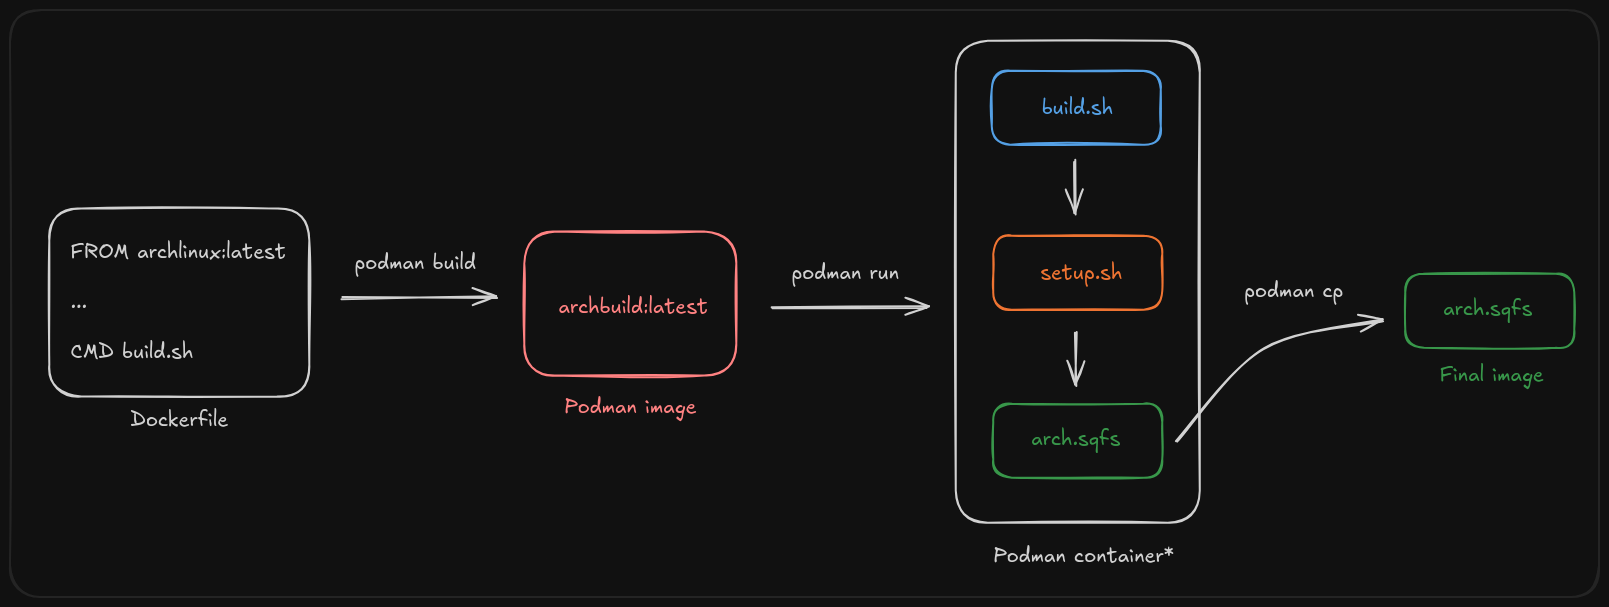 FROM archlinux:latest
...
CMD build.sh
Dockerfile
podman build
archbuild:latest
Podman image
podman run
build.sh
setup.sh
arch.sqfs
Podman container*
podman cp
arch.sqfs
Final image